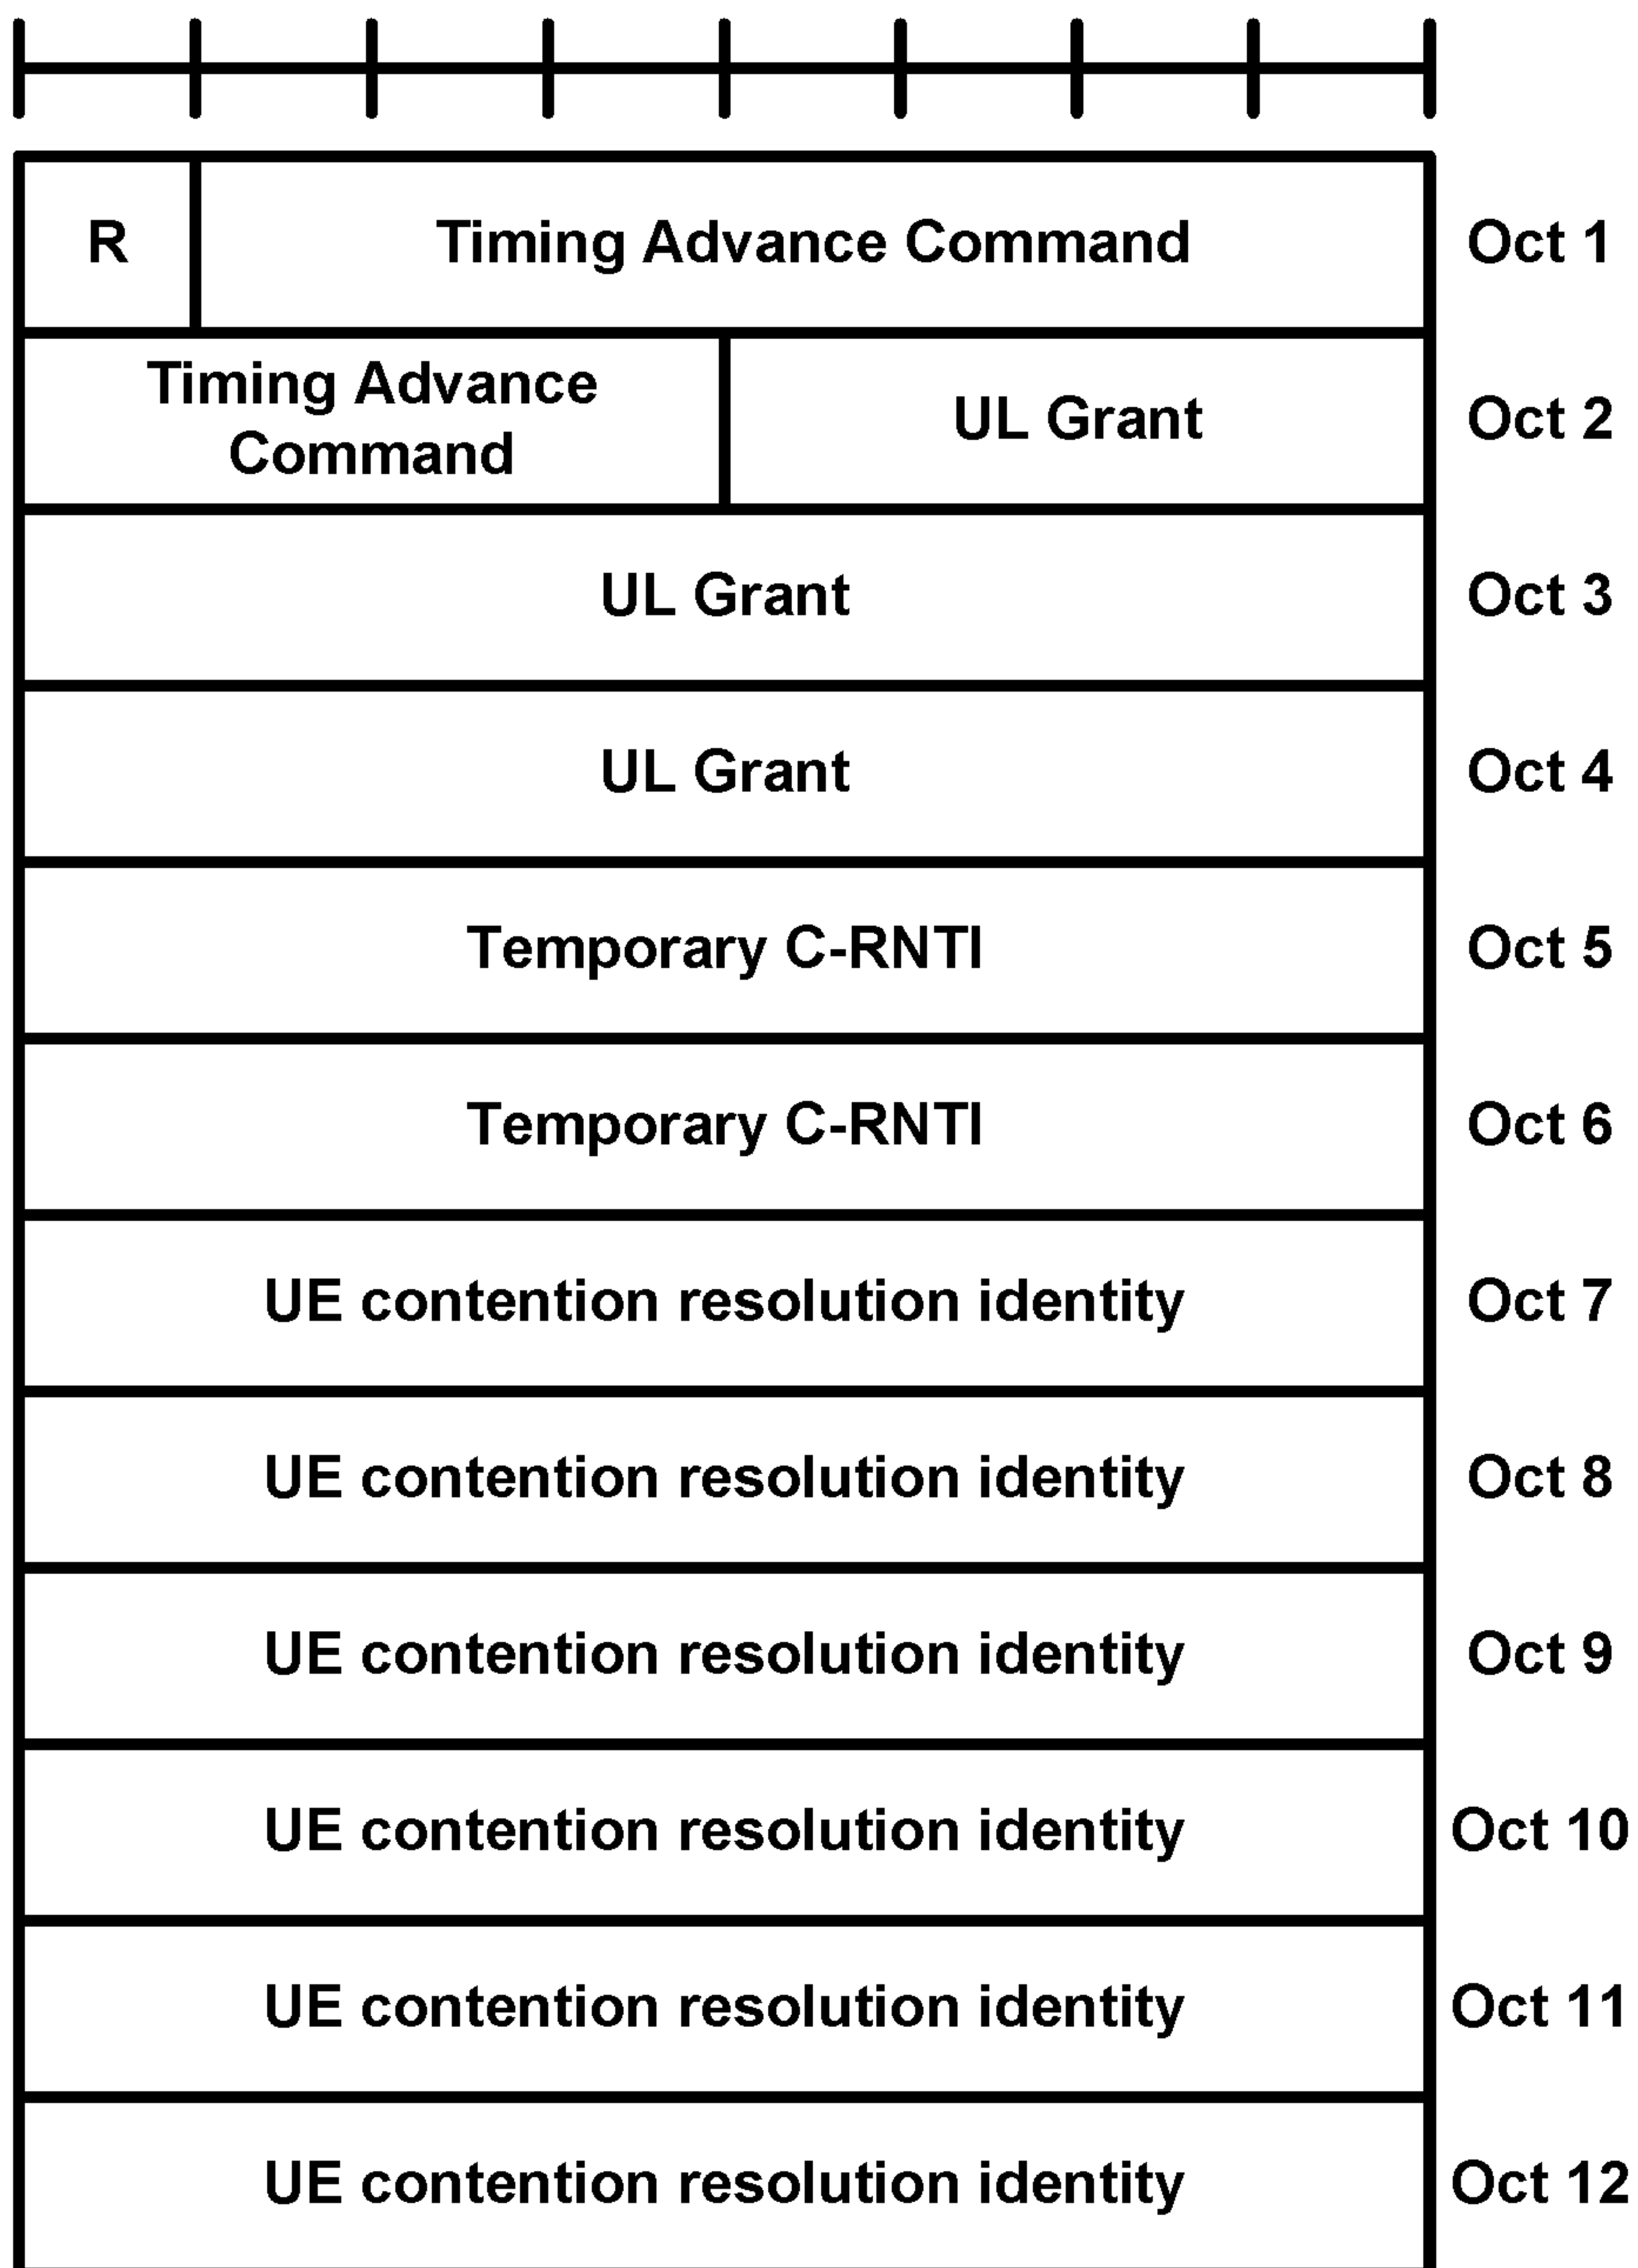 R Timing Advance Command Oct 1
Timing Advance
Command UL Grant Oct 2
UL Grant Oct 3
UL Grant Oct 4
Temporary C-RNTI Oct 5
Temporary C-RNTI Oct 6
UE contention resolution identity Oct 7
UE contention resolution identity Oct 8
UE contention resolution identity Oct 9
UE contention resolution identity Oct 10
UE contention resolution identity Oct 11
UE contention resolution identity Oct 12